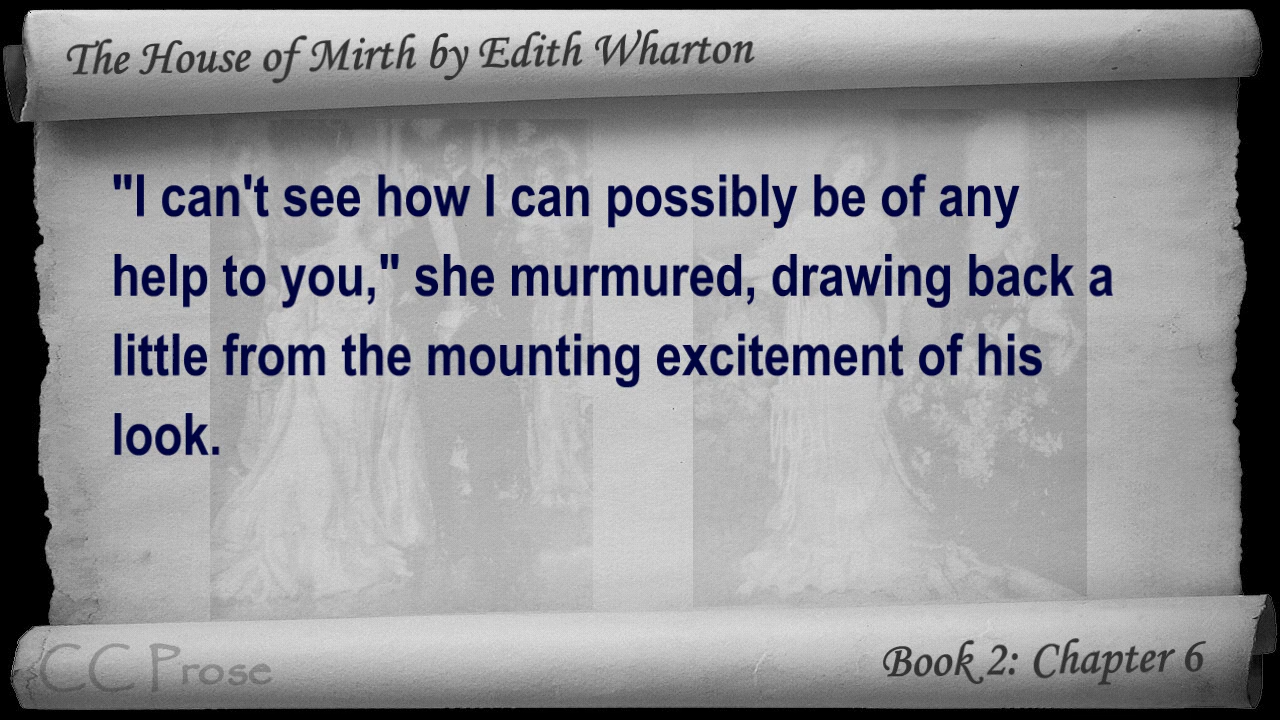 The House of Mirth by Edith Wharton
"I can't see how I can possibly be of any
help to you," she murmured, drawing back a
little from the mounting excitement of his
look.
CC Prose
Book 2: Chapter 6